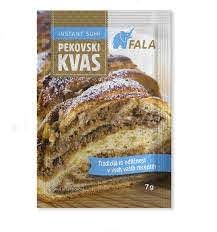 INSTANT SUHI
PEKOVSKI
KVAS
FALA
Tradicija in odličnost
v vseh vaših receptih
7g